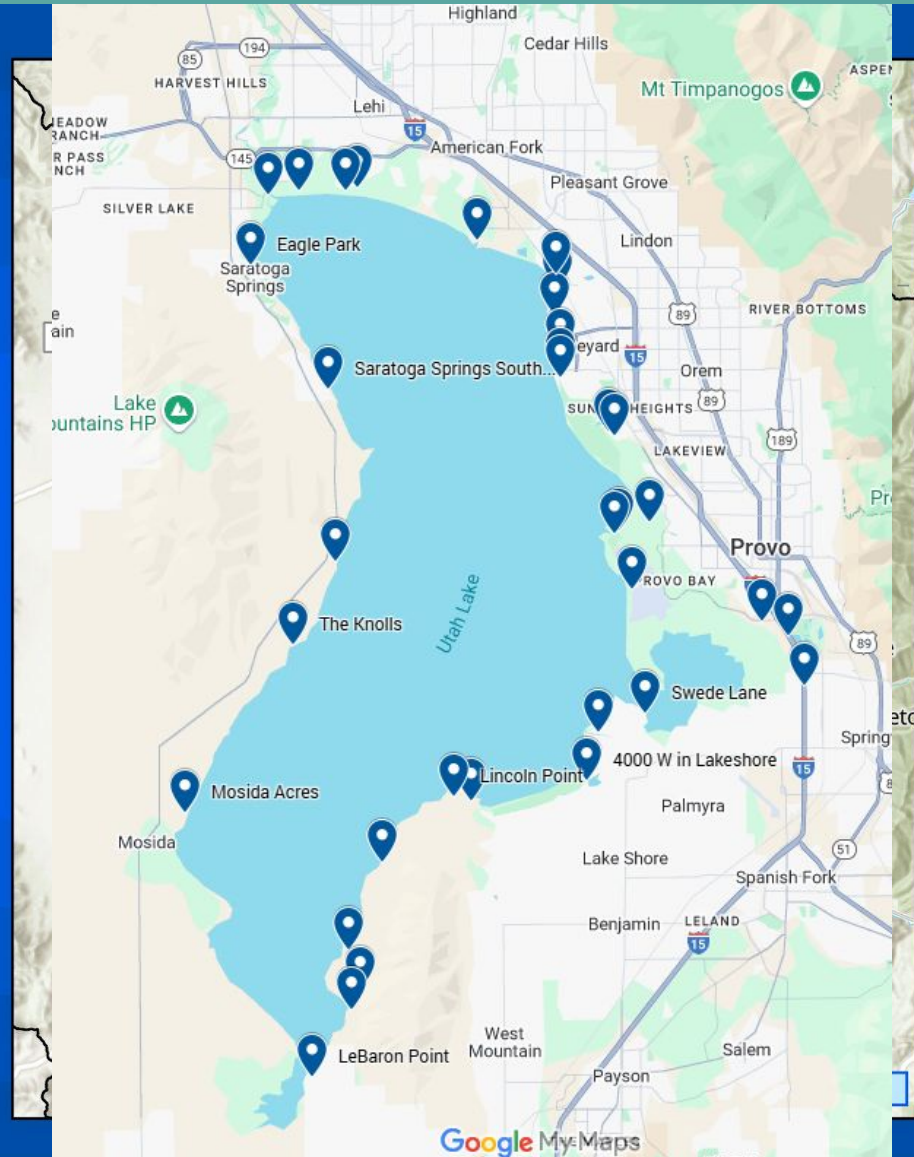 Highland
194
Cedar Hills
85
HARVEST HILLS
Mt Timpanogos
ASPE
Lehi
15
RANCH
145
American Fork
R PASS
NCH
Pleasant Grove
SILVER LAKE
Lindon
Eagle Park
Saratoga
Springs
RIVER BOTTOMS
89
e
ain
eyard
15
Saratoga Springs South...
Orem
89
Lake
untains HP
SUN HEIGHTS
189
LAKEVIEW
Pr
Provo
Utah Lake
ROVO BAY
The Knolls
89
Swede Lane
Spring
4000 W in Lakeshore
15
Lincoln Point
Mosida Acres
Palmyra
Mosida
51
Lake Shore
Spanish Fork
Benjamin
LELAND
15
West
Mountain
LeBaron Point
Salem
Payson
Google My Maps